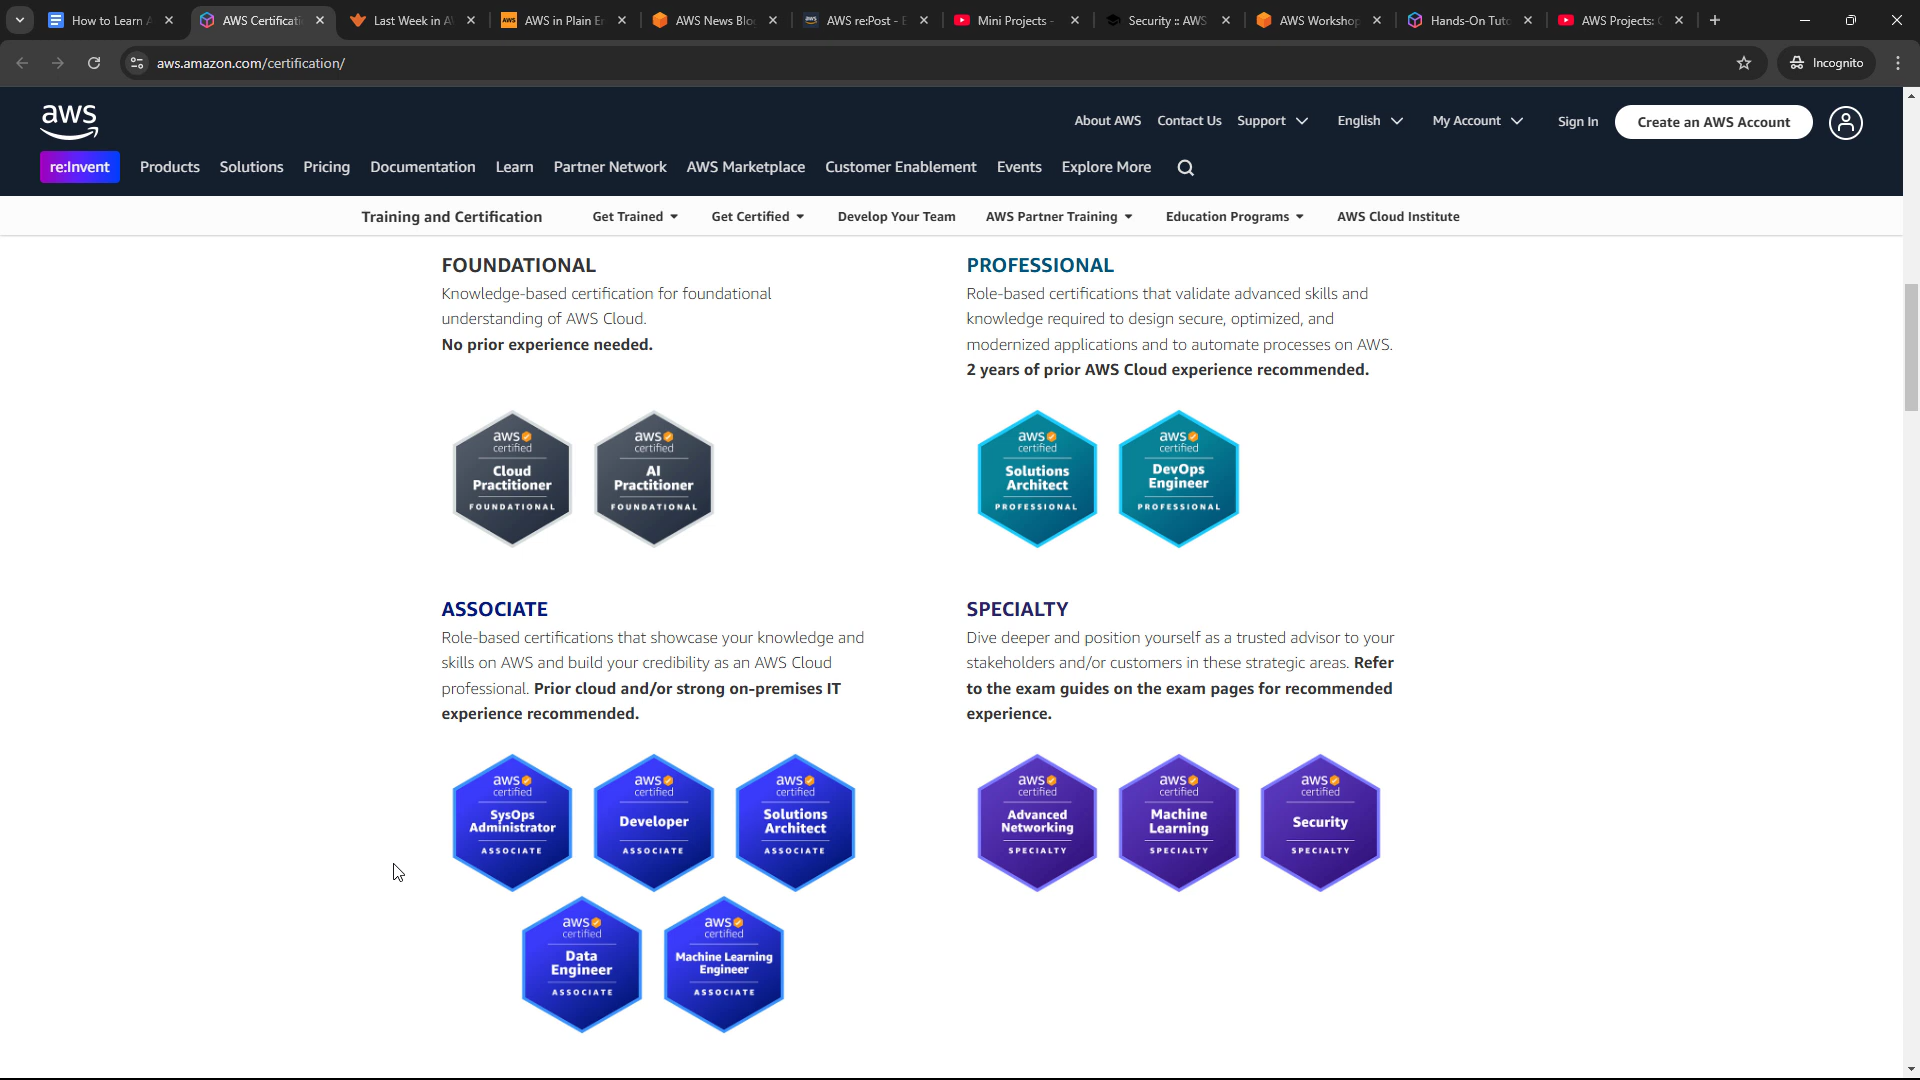 How to Learn A
AWS Certificati
Last Week in A
AWS in Plain E
AWS News Blo
AWS re:Post - E
Mini Projects -
Security :: AWS
AWS Workshop
Hands-On Tuto
AWS Projects:
aws.amazon.com/certification/
Incognito
aws
About AWS
Contact Us
Support
English
My Account
Sign In
Create an AWS Account
re:Invent
Products
Solutions
Pricing
Documentation
Learn
Partner Network
AWS Marketplace
Customer Enablement
Events
Explore More
Training and Certification
Get Trained
Get Certified
Develop Your Team
AWS Partner Training
Education Programs
AWS Cloud Institute
FOUNDATIONAL
Knowledge-based certification for foundational
understanding of AWS Cloud.
No prior experience needed.
aws
certified
Cloud
Practitioner
FOUNDATIONAL
aws
certified
AI
Practitioner
FOUNDATIONAL
PROFESSIONAL
Role-based certifications that validate advanced skills and
knowledge required to design secure, optimized, and
modernized applications and to automate processes on AWS.
2 years of prior AWS Cloud experience recommended.
aws
certified
Solutions
Architect
PROFESSIONAL
aws
certified
DevOps
Engineer
PROFESSIONAL
ASSOCIATE
Role-based certifications that showcase your knowledge and
skills on AWS and build your credibility as an AWS Cloud
professional. Prior cloud and/or strong on-premises IT
experience recommended.
aws
certified
SysOps
Administrator
ASSOCIATE
aws
certified
Developer
ASSOCIATE
aws
certified
Solutions
Architect
ASSOCIATE
aws
certified
Data
Engineer
ASSOCIATE
aws
certified
Machine Learning
Engineer
ASSOCIATE
SPECIALTY
Dive deeper and position yourself as a trusted advisor to your
stakeholders and/or customers in these strategic areas. Refer
to the exam guides on the exam pages for recommended
experience.
aws
certified
Advanced
Networking
SPECIALTY
aws
certified
Machine
Learning
SPECIALTY
aws
certified
Security
SPECIALTY